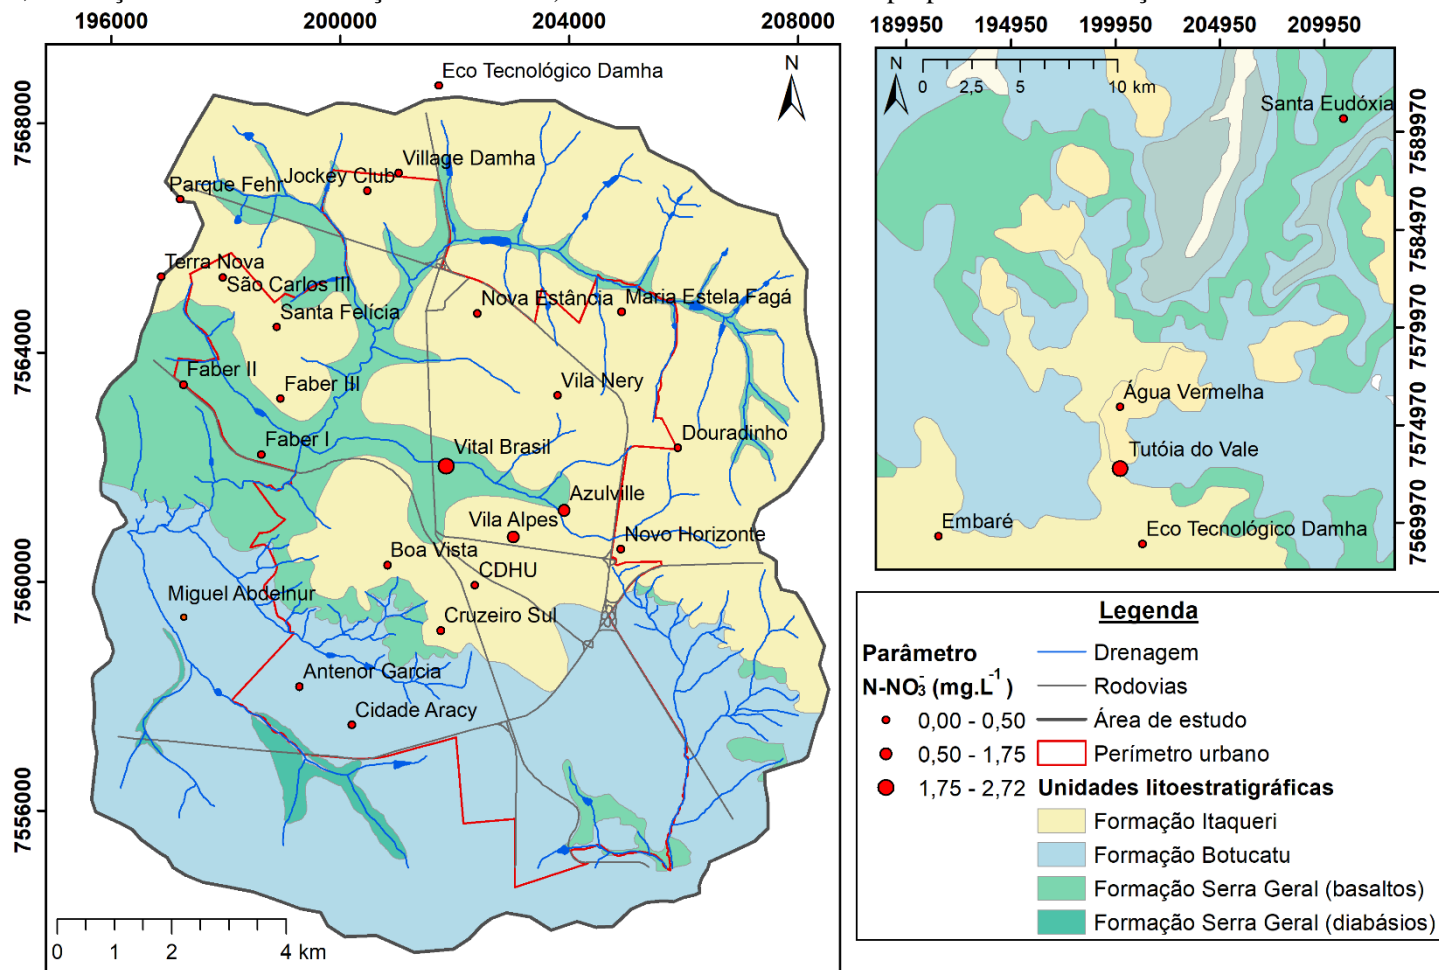 196000 200000 204000 208000
189950 194950 199950 204950 209950
7568000
7564000
7560000
7556000
N
Eco Tecnológico Damha
Village Damha
Jockey Club
Parque Fehr
Terra Nova
São Carlos III
Santa Felícia
Nova Estância
Maria Estela Fagá
Faber II
Faber III
Vila Nery
Faber I
Vital Brasil
Douradinho
Azulville
Vila Alpes
Novo Horizonte
Boa Vista
CDHU
Miguel Abdelnur
Cruzeiro Sul
Antenor Garcia
Cidade Aracy
0 1 2 4 km
N
0 2,5 5 10 km
Santa Eudóxia
Água Vermelha
Tutóia do Vale
Embaré
Eco Tecnológico Damha
7589970
7584970
7579970
7574970
7569970
Legenda
Parâmetro
N-NO₃⁻ (mg.L⁻¹)
0,00 - 0,50
0,50 - 1,75
1,75 - 2,72
Drenagem
Rodovias
Área de estudo
Perímetro urbano
Unidades litoestratigráficas
Formação Itaqueri
Formação Botucatu
Formação Serra Geral (basaltos)
Formação Serra Geral (diabásios)